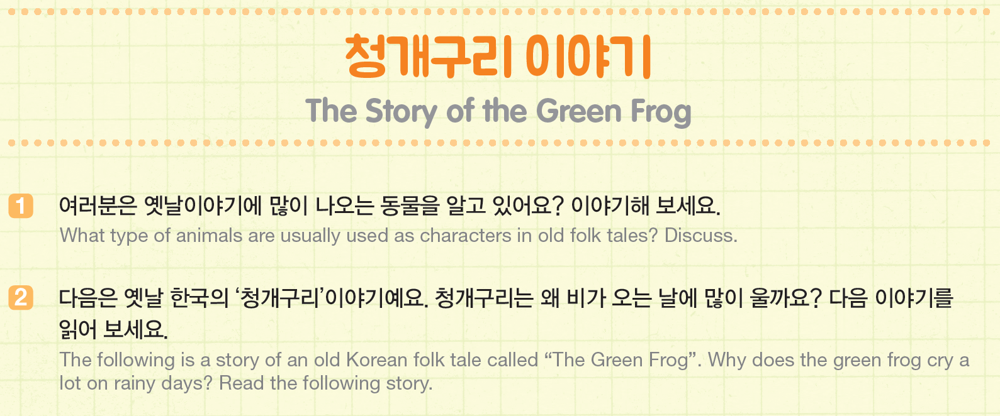 청개구리 이야기
The Story of the Green Frog
1 여러분은 옛날이야기에 많이 나오는 동물을 알고 있어요? 이야기해 보세요.
What type of animals are usually used as characters in old folk tales? Discuss.
2 다음은 옛날 한국의 ‘청개구리’이야기예요. 청개구리는 왜 비가 오는 날에 많이 울까요? 다음 이야기를
읽어 보세요.
The following is a story of an old Korean folk tale called “The Green Frog”. Why does the green frog cry a
lot on rainy days? Read the following story.